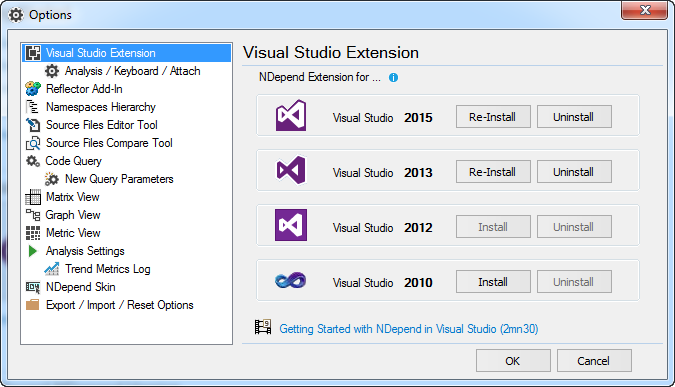 Options
Visual Studio Extension
Analysis / Keyboard / Attach
Reflector Add-In
Namespaces Hierarchy
Source Files Editor Tool
Source Files Compare Tool
Code Query
New Query Parameters
Matrix View
Graph View
Metric View
Analysis Settings
Trend Metrics Log
NDepend Skin
Export / Import / Reset Options
Visual Studio Extension
NDepend Extension for ...
Visual Studio 2015 Re-Install Uninstall
Visual Studio 2013 Re-Install Uninstall
Visual Studio 2012 Install Uninstall
Visual Studio 2010 Install Uninstall
Getting Started with NDepend in Visual Studio (2mn30)
OK Cancel